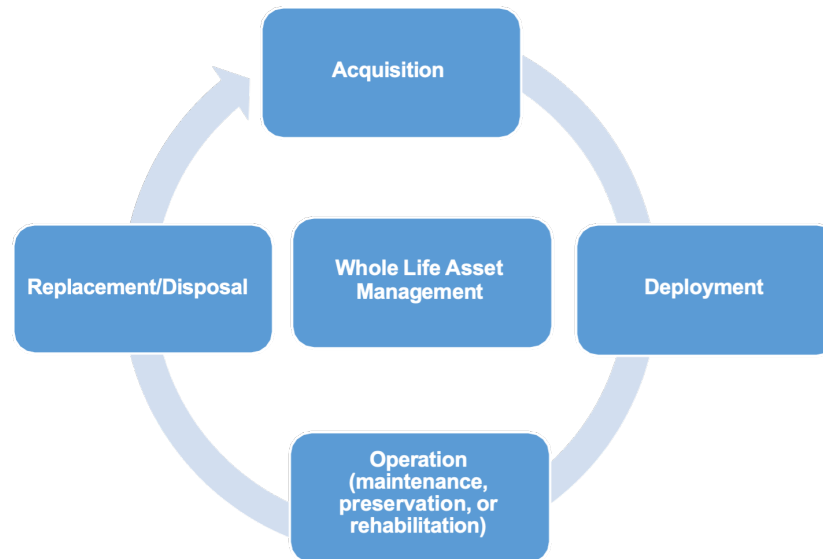 Acquisition
Replacement/Disposal
Whole Life Asset
Management
Deployment
Operation
(maintenance,
preservation, or
rehabilitation)